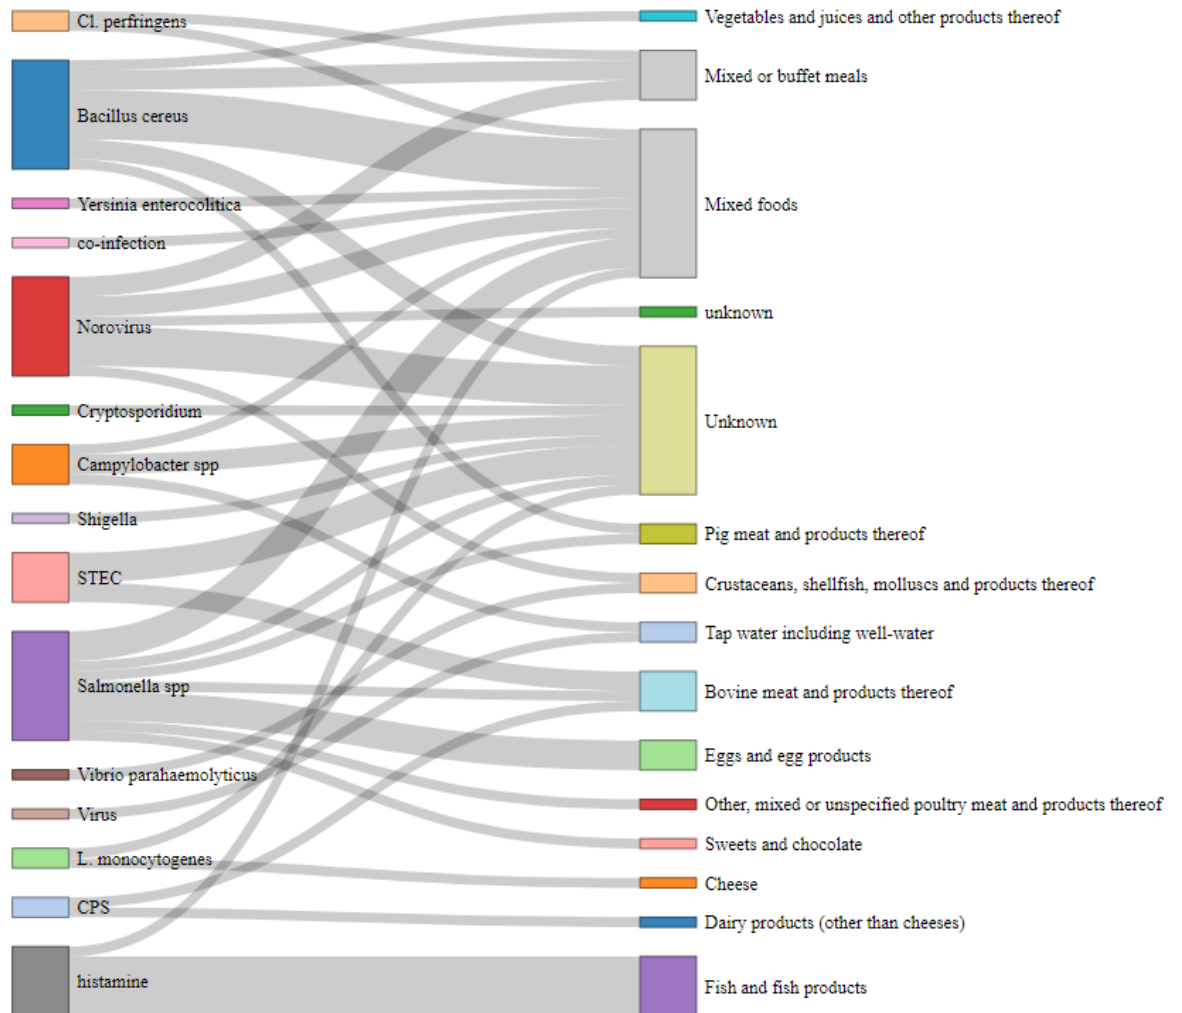 Cl. perfringens
Bacillus cereus
Yersinia enterocolitica
co-infection
Norovirus
Cryptosporidium
Campylobacter spp
Shigella
STEC
Salmonella spp
Vibrio parahaemolyticus
Virus
L. monocytogenes
CPS
histamine
Vegetables and juices and other products thereof
Mixed or buffet meals
Mixed foods
unknown
Unknown
Pig meat and products thereof
Crustaceans, shellfish, molluscs and products thereof
Tap water including well-water
Bovine meat and products thereof
Eggs and egg products
Other, mixed or unspecified poultry meat and products thereof
Sweets and chocolate
Cheese
Dairy products (other than cheeses)
Fish and fish products